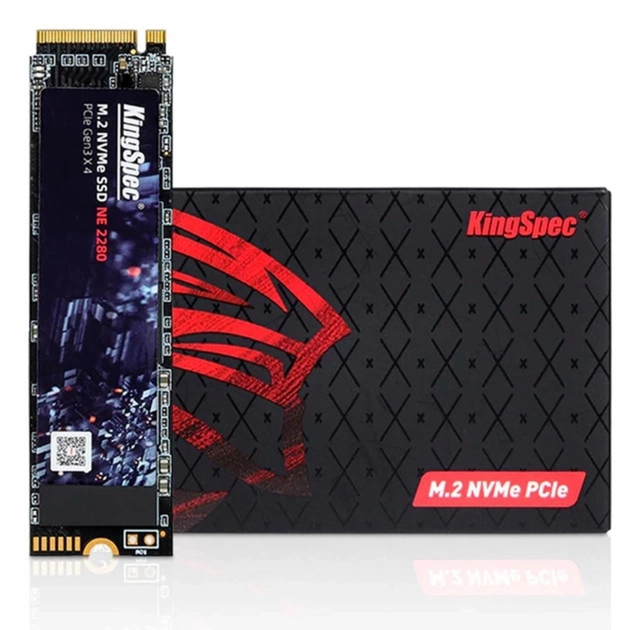 KingSpec®
M.2 NVMe SSD NE 2280
PCIe Gen3 X 4
KingSpec®
M.2 NVMe PCIe